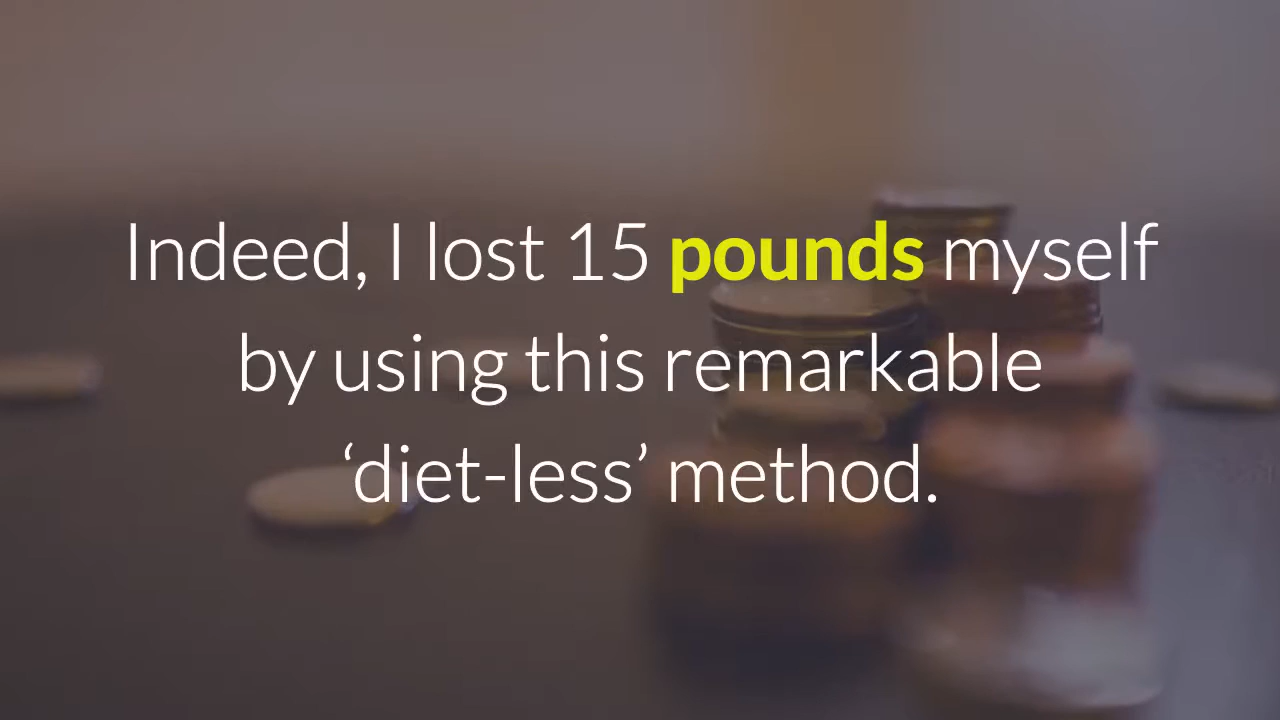 Indeed, I lost 15 pounds myself
by using this remarkable
‘diet-less’ method.